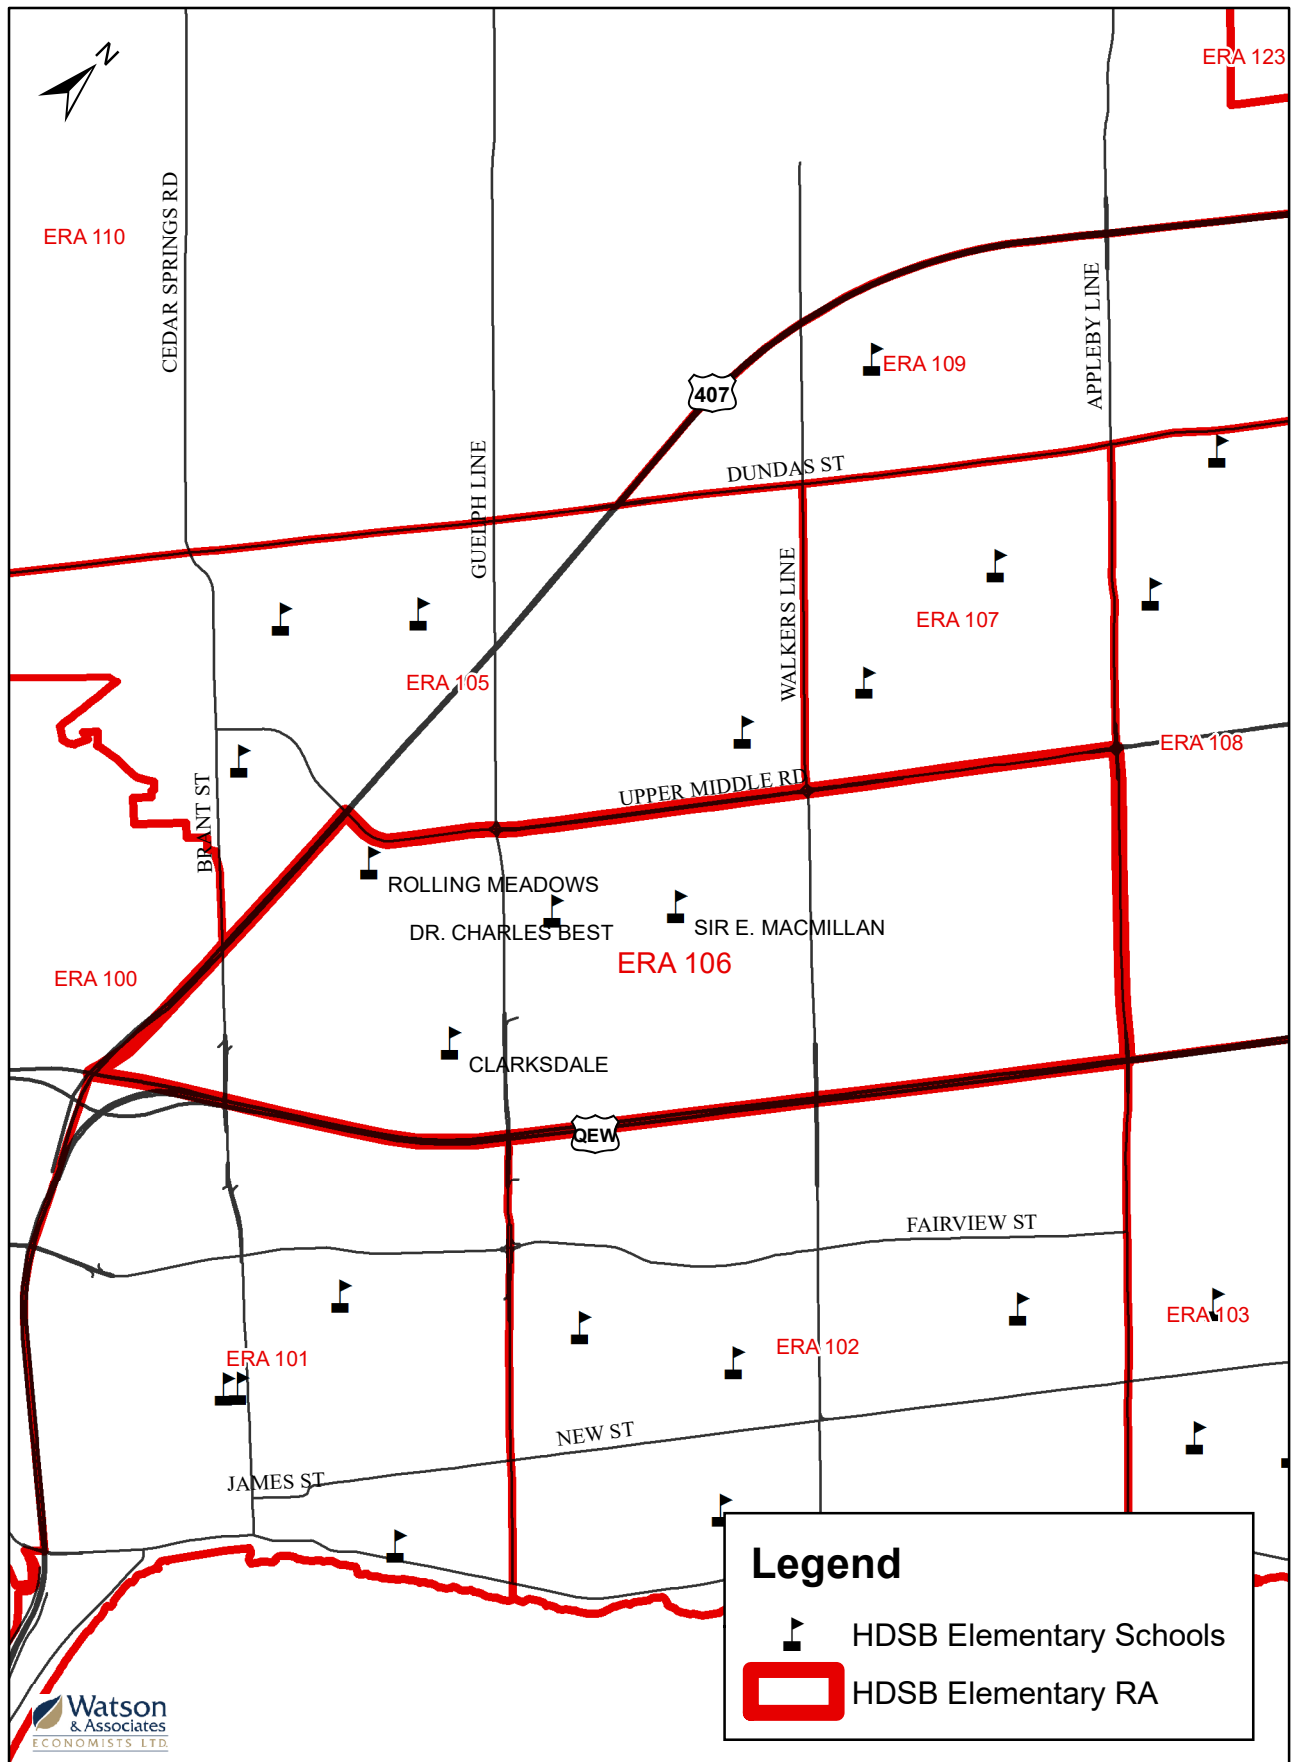 N
ERA 123
CEDAR SPRINGS RD
ERA 110
APPLEBY LINE
ERA 109
407
GUELPH LINE
DUNDAS ST
WALKERS LINE
ERA 107
ERA 105
ERA 108
BRANT ST
UPPER MIDDLE RD
ROLLING MEADOWS
DR. CHARLES BEST
SIR E. MACMILLAN
ERA 106
ERA 100
CLARKSDALE
QEW
FAIRVIEW ST
ERA 103
ERA 102
ERA 101
NEW ST
JAMES ST
Legend
HDSB Elementary Schools
HDSB Elementary RA
Watson
& Associates
ECONOMISTS LTD.